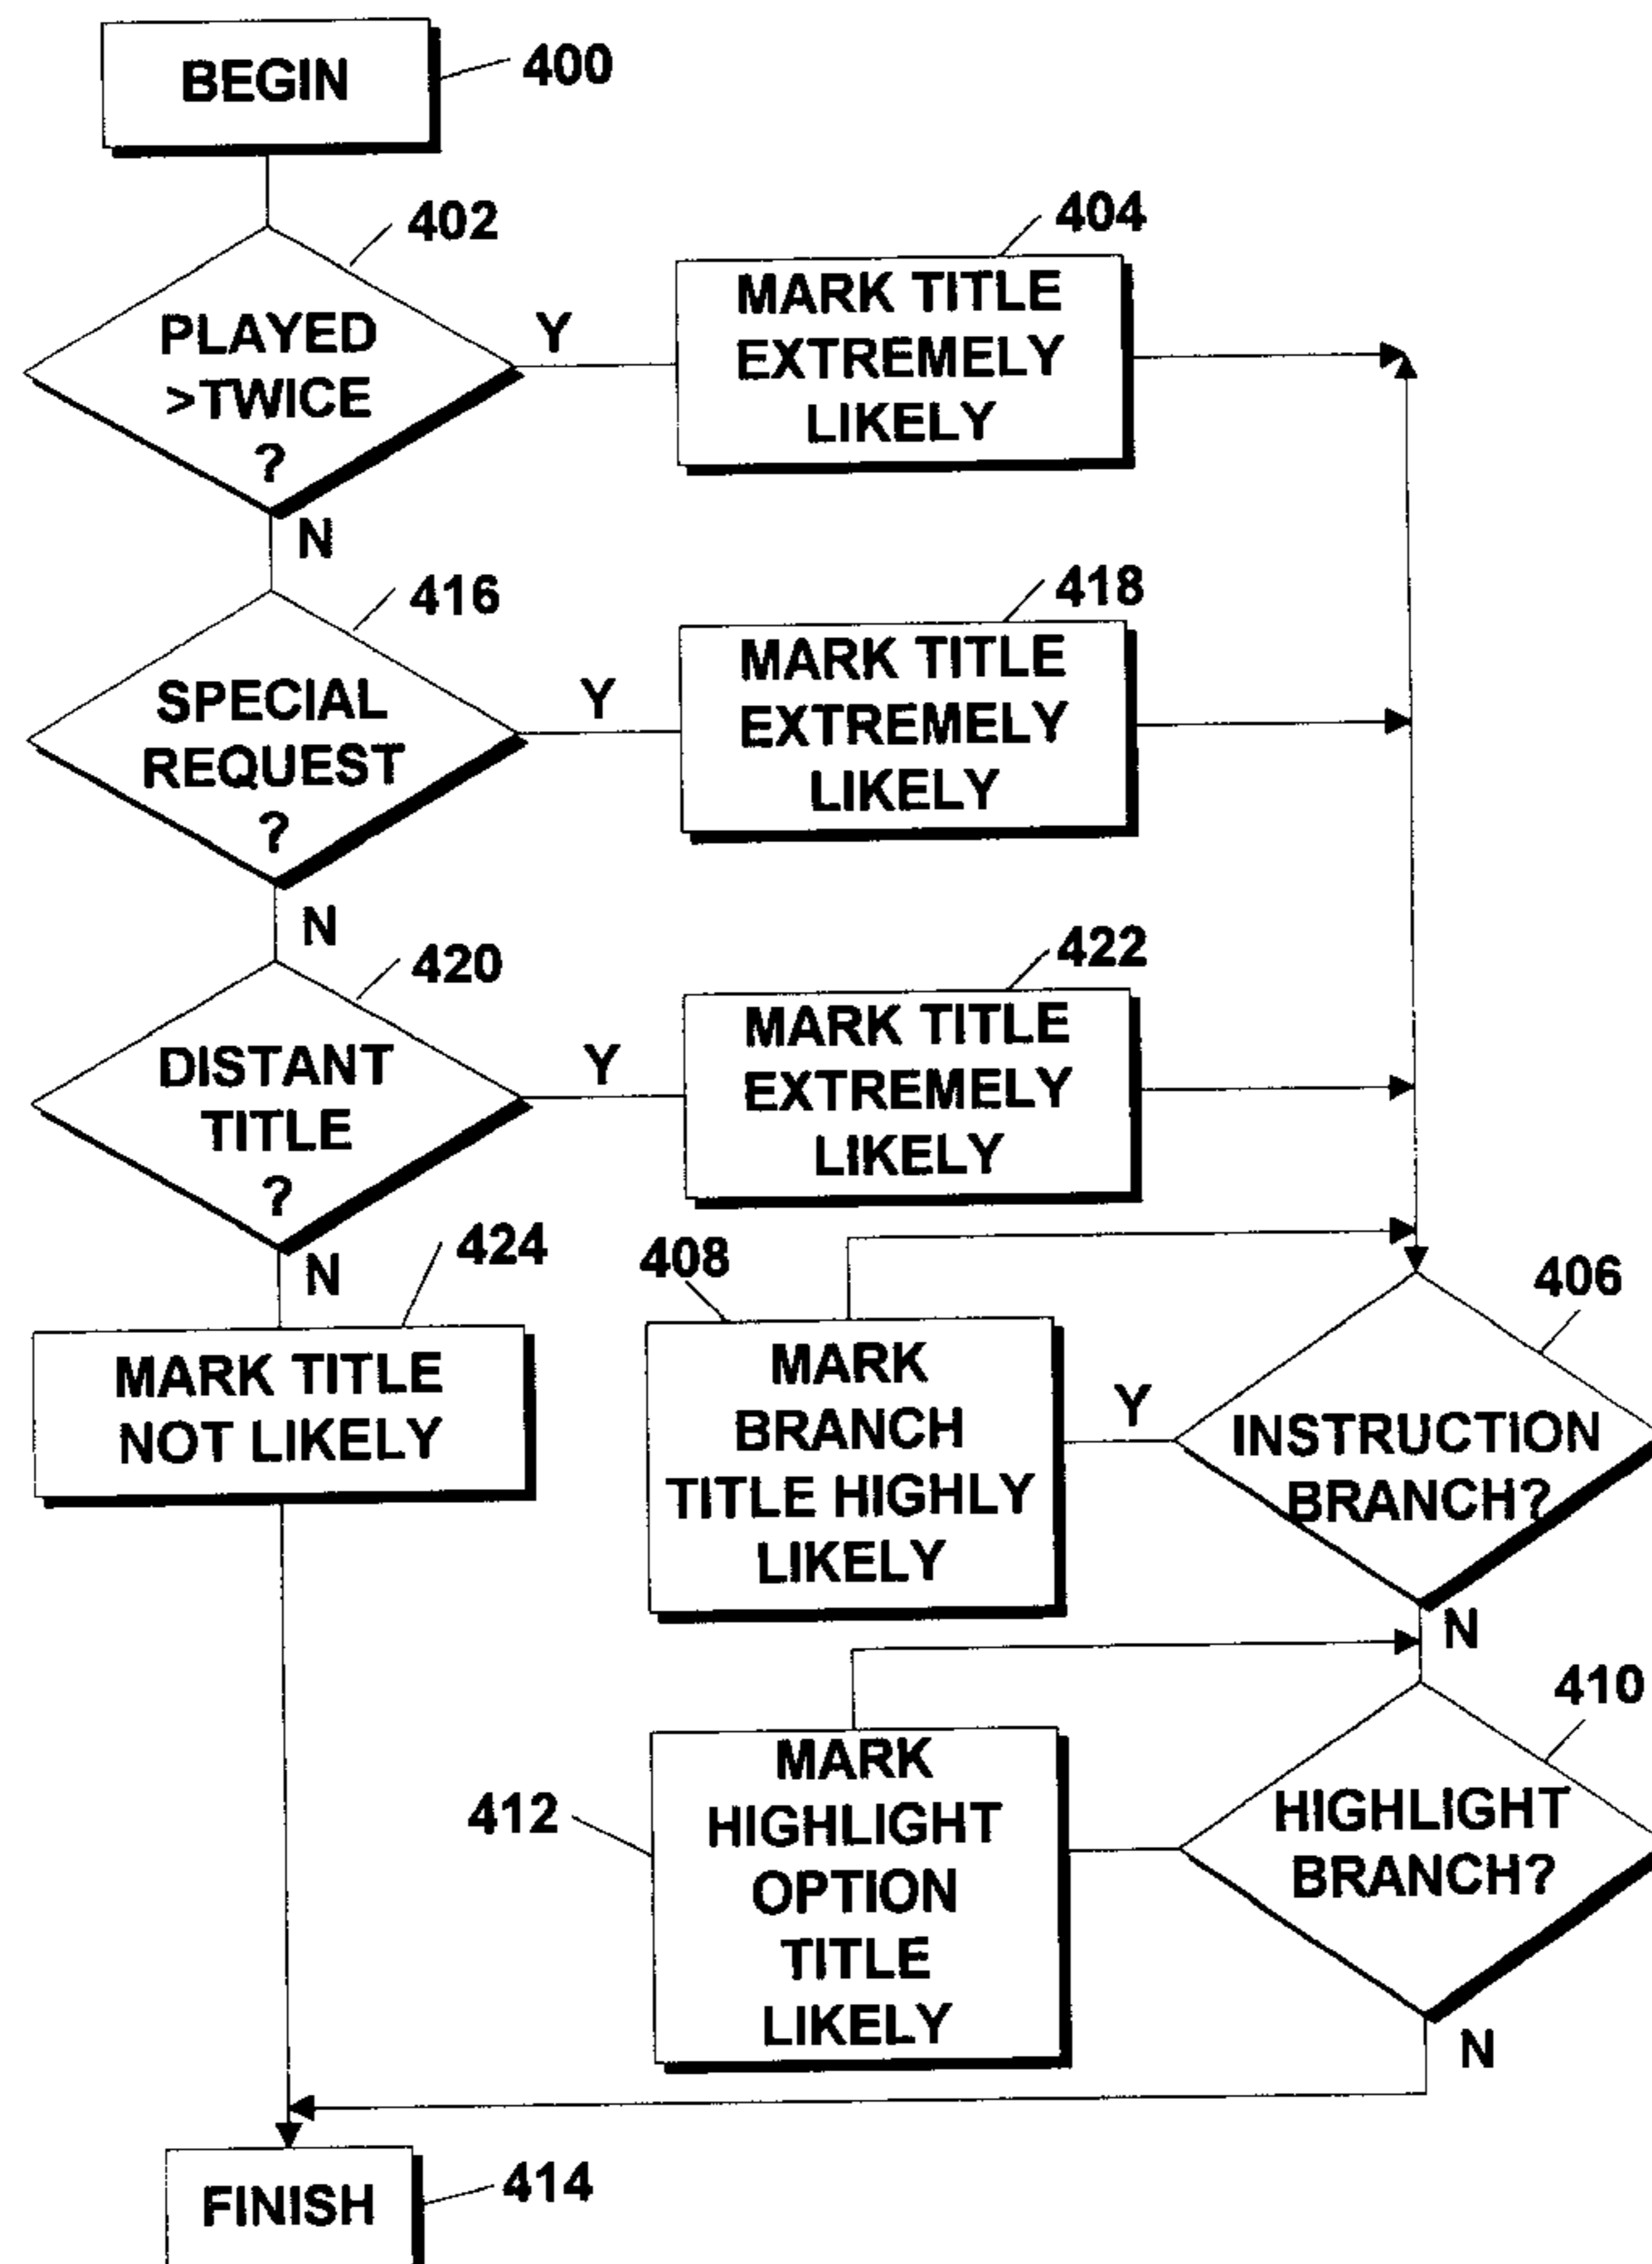 BEGIN
400
402
PLAYED
>TWICE
?
Y
N
404
MARK TITLE
EXTREMELY
LIKELY
416
SPECIAL
REQUEST
?
Y
N
418
MARK TITLE
EXTREMELY
LIKELY
420
DISTANT
TITLE
?
Y
N
422
MARK TITLE
EXTREMELY
LIKELY
424
MARK TITLE
NOT LIKELY
408
MARK
BRANCH
TITLE HIGHLY
LIKELY
Y
406
INSTRUCTION
BRANCH?
N
412
MARK
HIGHLIGHT
OPTION
TITLE
LIKELY
410
HIGHLIGHT
BRANCH?
N
FINISH
414